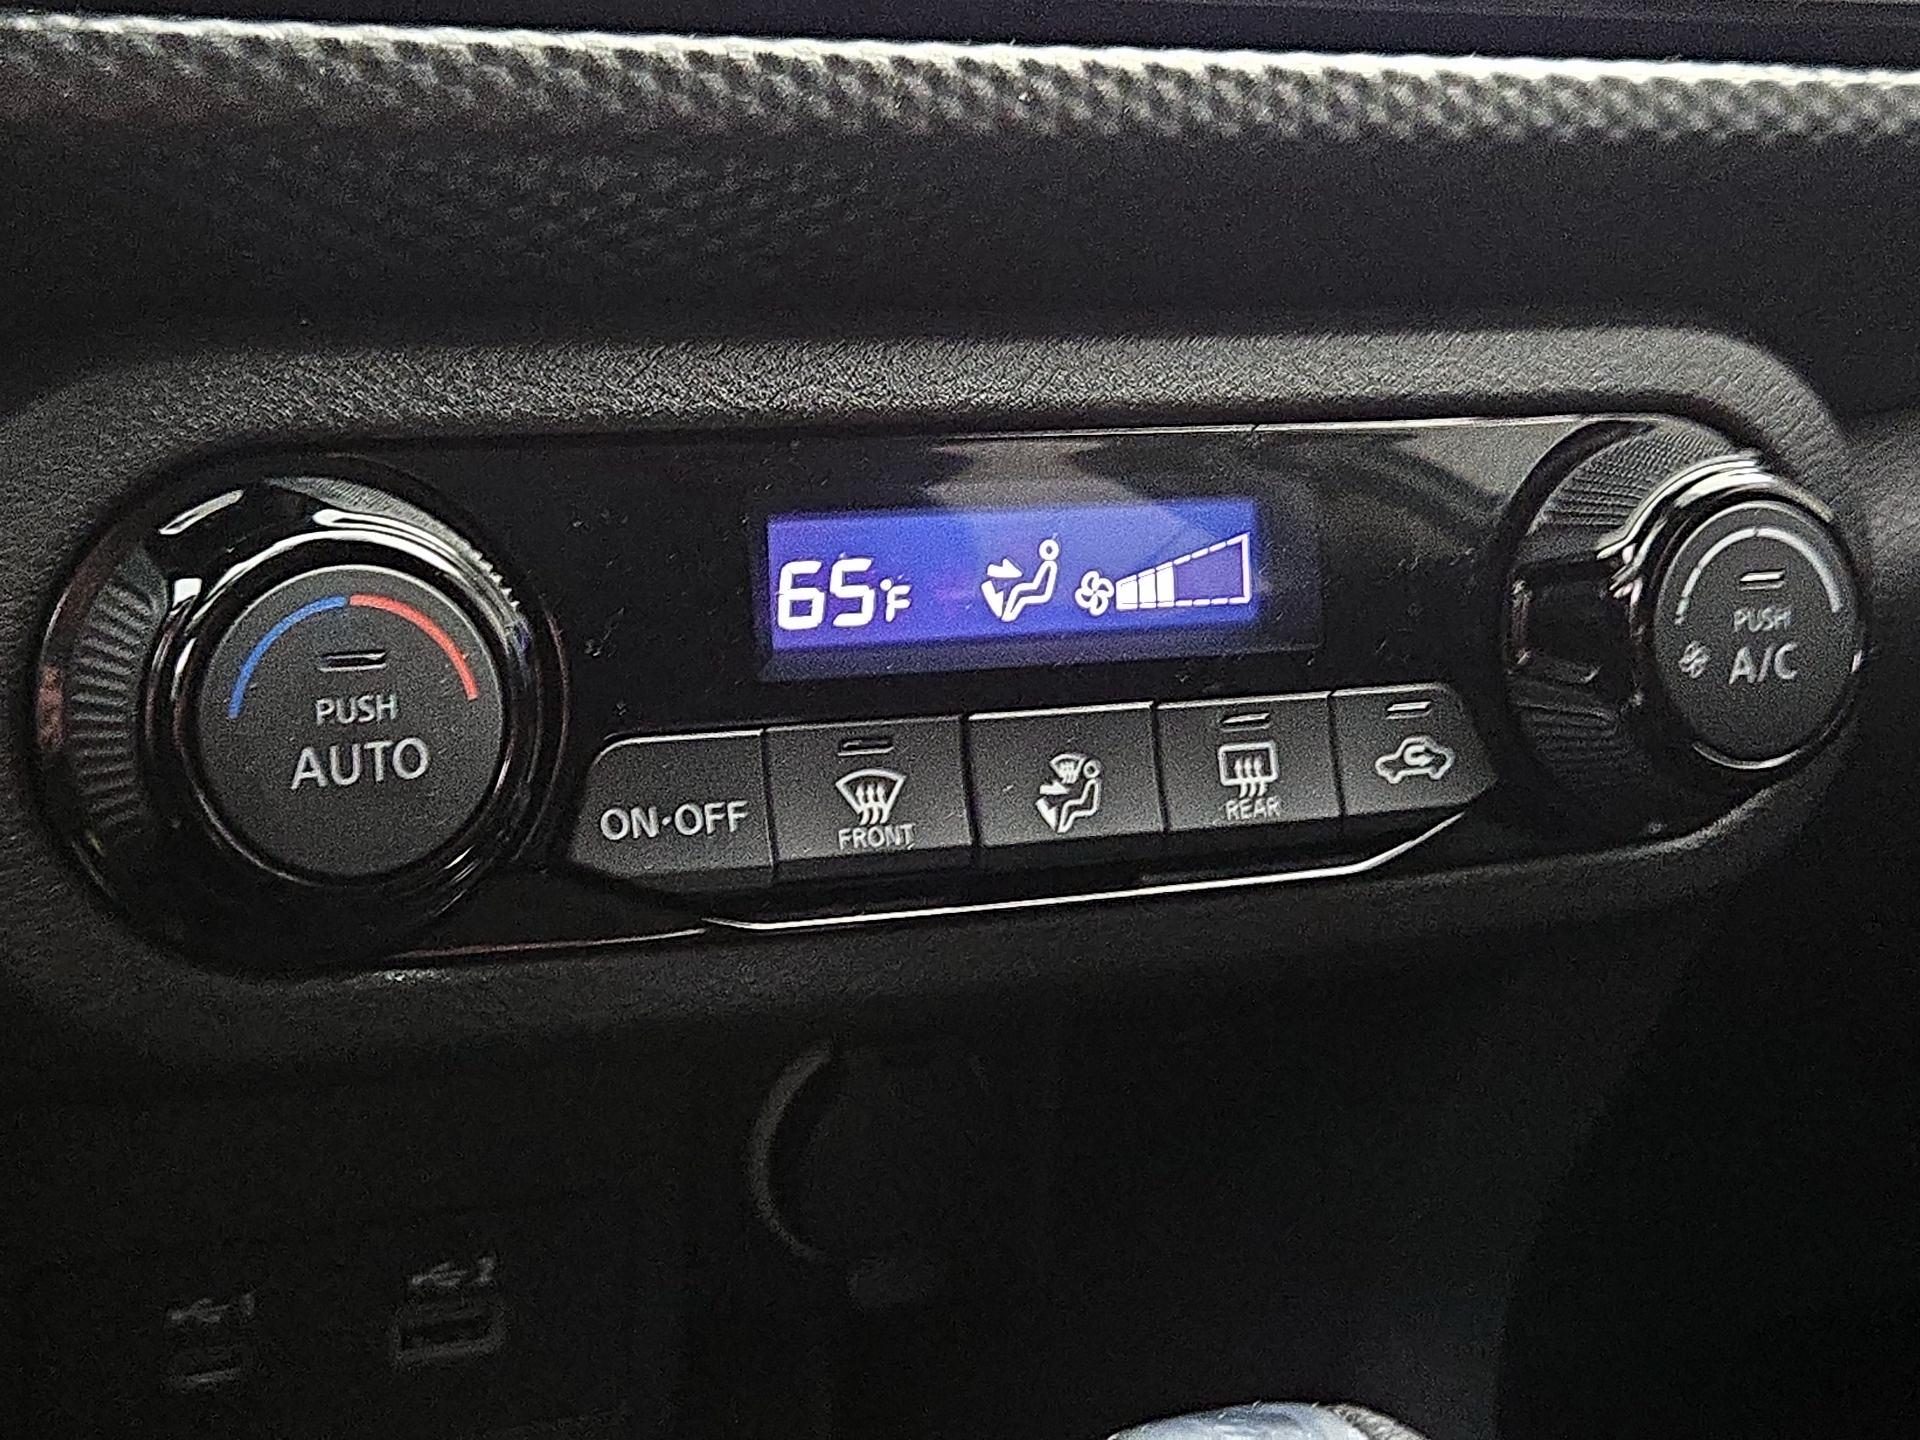 65°F
PUSH
AUTO
ON·OFF
FRONT
REAR
PUSH
A/C